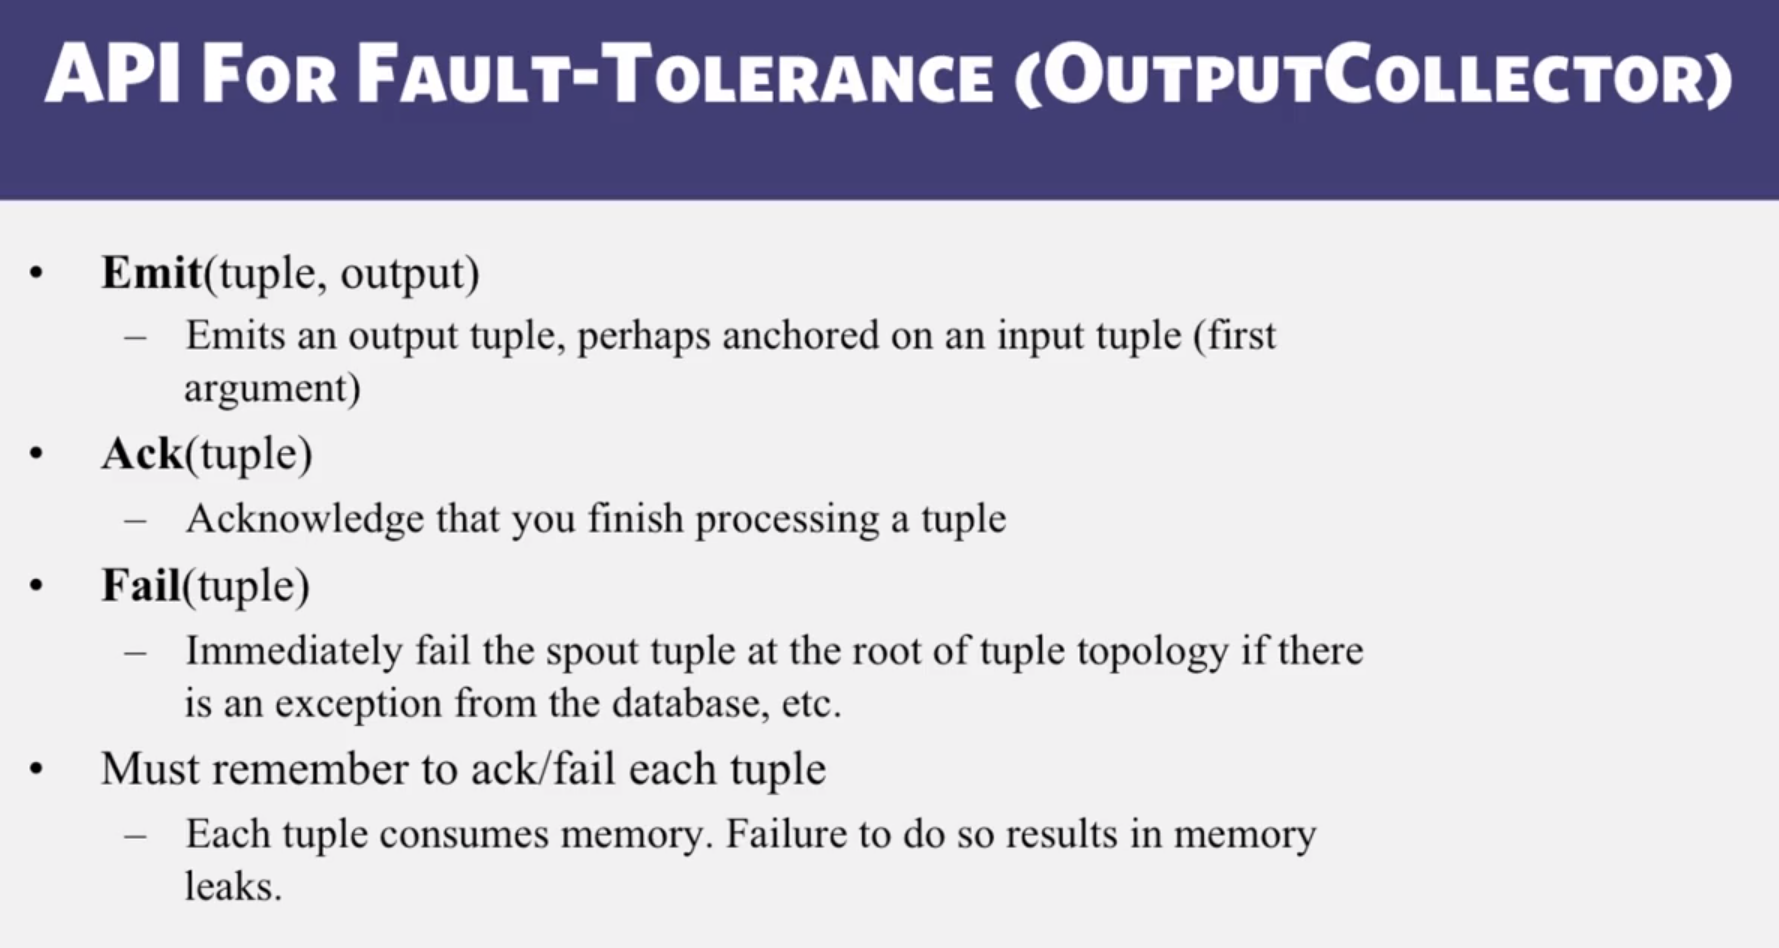 API FOR FAULT-TOLERANCE (OUTPUTCOLLECTOR)
• Emit(tuple, output)
– Emits an output tuple, perhaps anchored on an input tuple (first
argument)
• Ack(tuple)
– Acknowledge that you finish processing a tuple
• Fail(tuple)
– Immediately fail the spout tuple at the root of tuple topology if there
is an exception from the database, etc.
• Must remember to ack/fail each tuple
– Each tuple consumes memory. Failure to do so results in memory
leaks.